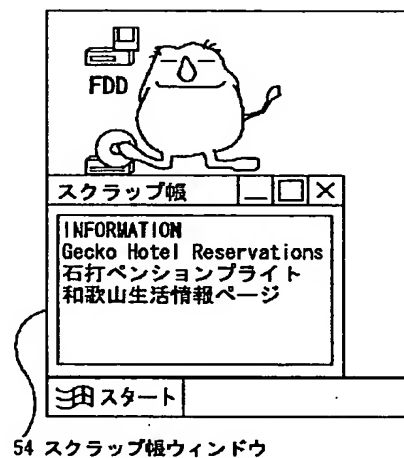 FDD
スクラップ帳
INFORMATION
Gecko Hotel Reservations
石打ペンションブライト
和歌山生活情報ページ
スタート
54 スクラップ帳ウィンドウ